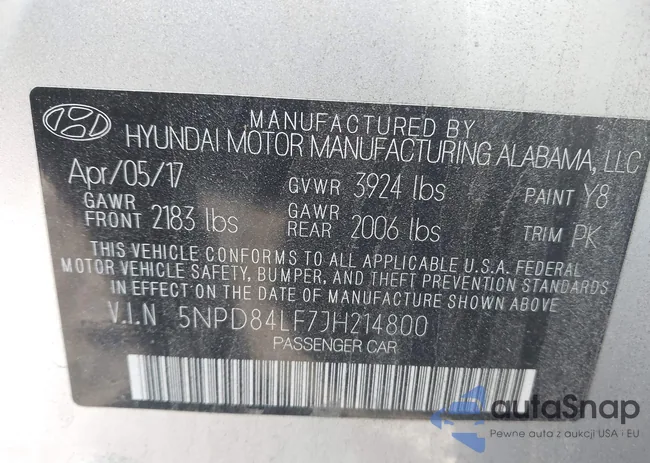 MANUFACTURED BY
HYUNDAI MOTOR MANUFACTURING ALABAMA, LLC
Apr/05/17 GVWR 3924 lbs PAINT Y8
GAWR FRONT 2183 lbs GAWR REAR 2006 lbs TRIM PK
THIS VEHICLE CONFORMS TO ALL APPLICABLE U.S.A. FEDERAL
MOTOR VEHICLE SAFETY, BUMPER, AND THEFT PREVENTION STANDARDS
IN EFFECT ON THE DATE OF MANUFACTURE SHOWN ABOVE.
V.I.N 5NPD84LF7JH214800
PASSENGER CAR
autaSnap
Pewne auta z aukcji USA • EU